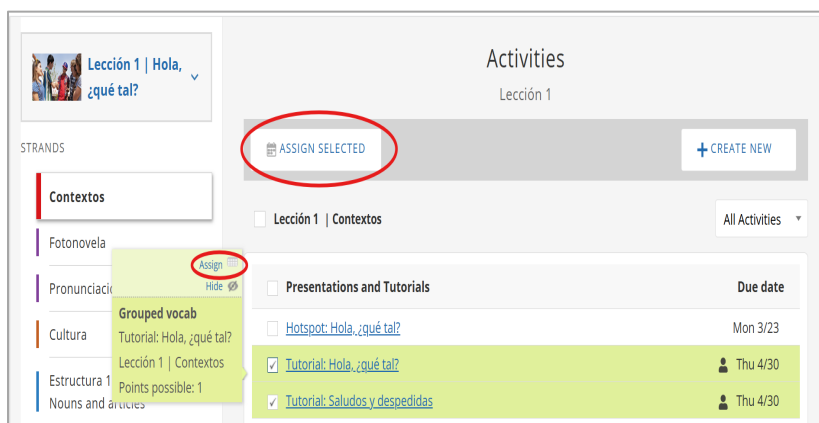 Lección 1 | Hola,
¿qué tal?
STRANDS
Contextos
Fotonovela
Cultura
Estructura 1
Nouns and articles
Assign
Hide
Grouped vocab
Tutorial: Hola, ¿qué tal?
Lección 1 | Contextos
Points possible: 1
Activities
Lección 1
ASSIGN SELECTED
CREATE NEW
Lección 1 | Contextos
All Activities
Presentations and Tutorials Due date
Hotspot: Hola, ¿qué tal? Mon 3/23
Tutorial: Hola, ¿qué tal? Thu 4/30
Tutorial: Saludos y despedidas Thu 4/30